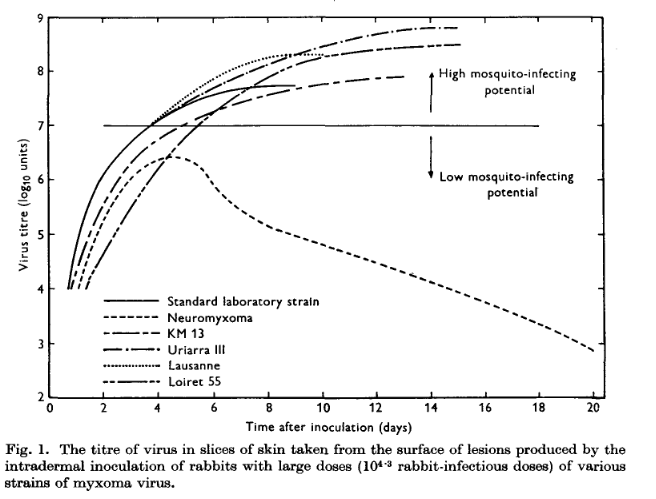 9
8
7
6
5
4
3
2
Virus titre (log10 units)
High mosquito-infecting
potential
Low mosquito-infecting
potential
Standard laboratory strain
Neuromyxoma
KM 13
Uriarra III
Lausanne
Loiret 55
0 2 4 6 8 10 12 14 16 18 20
Time after inoculation (days)
Fig. 1. The titre of virus in slices of skin taken from the surface of lesions produced by the
intradermal inoculation of rabbits with large doses (10^4·3 rabbit-infectious doses) of various
strains of myxoma virus.